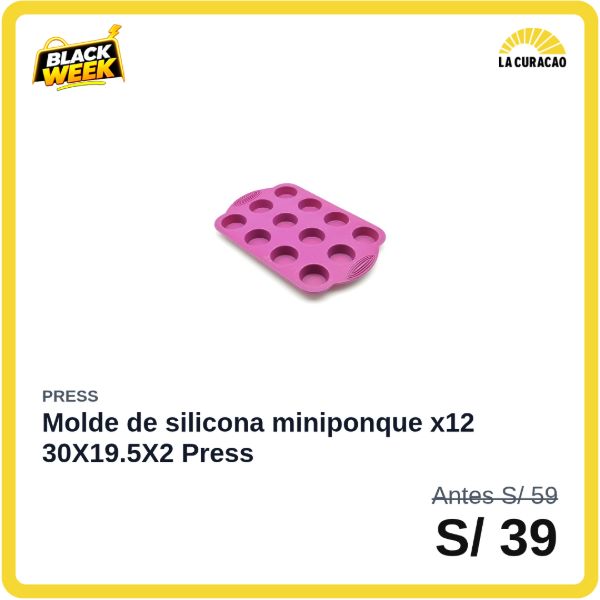 BLACK
WEEK
LA CURACAO
PRESS
Molde de silicona miniponque x12
30X19.5X2 Press
Antes S/ 59
S/ 39